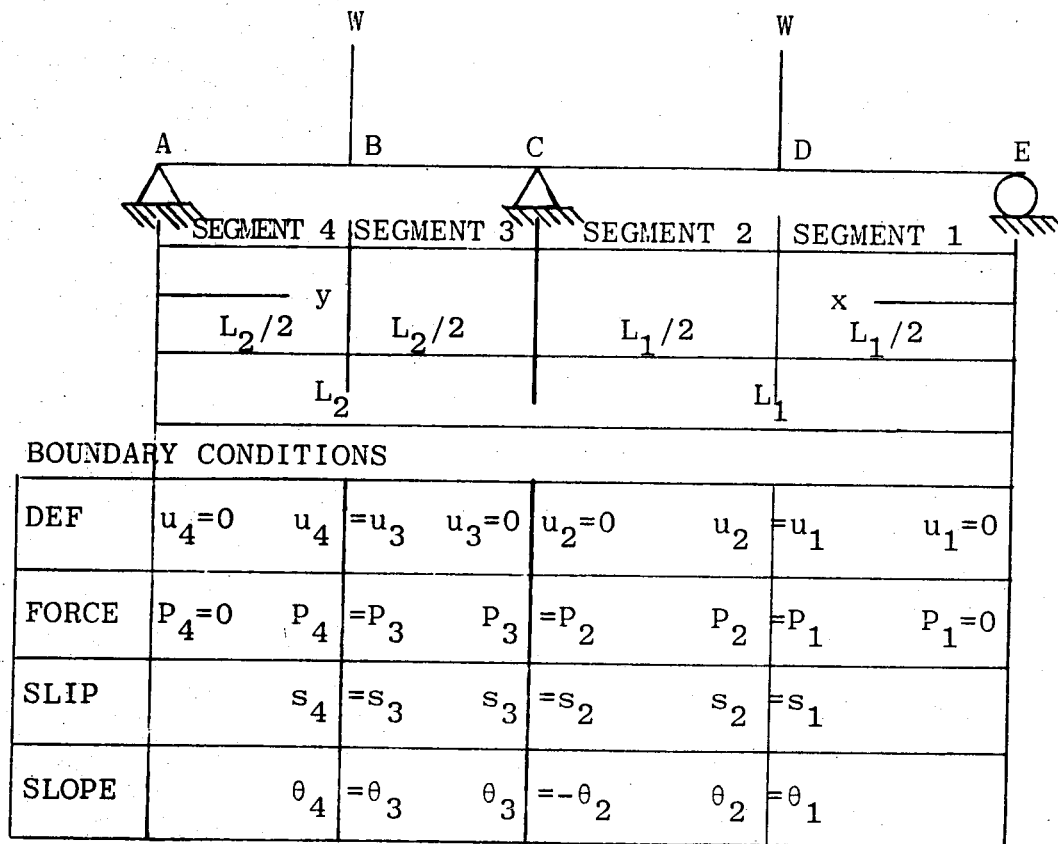 W W
A B C D E
SEGMENT 4 SEGMENT 3 SEGMENT 2 SEGMENT 1
y x
L₂/2 L₂/2 L₁/2 L₁/2
L₂ L₁
BOUNDARY CONDITIONS
DEF u₄=0 u₄ =u₃ u₃=0 u₂=0 u₂ =u₁ u₁=0
FORCE P₄=0 P₄ =P₃ P₃ =P₂ P₂ =P₁ P₁=0
SLIP s₄ =s₃ s₃ =s₂ s₂ =s₁
SLOPE θ₄ =θ₃ θ₃ =-θ₂ θ₂ =θ₁